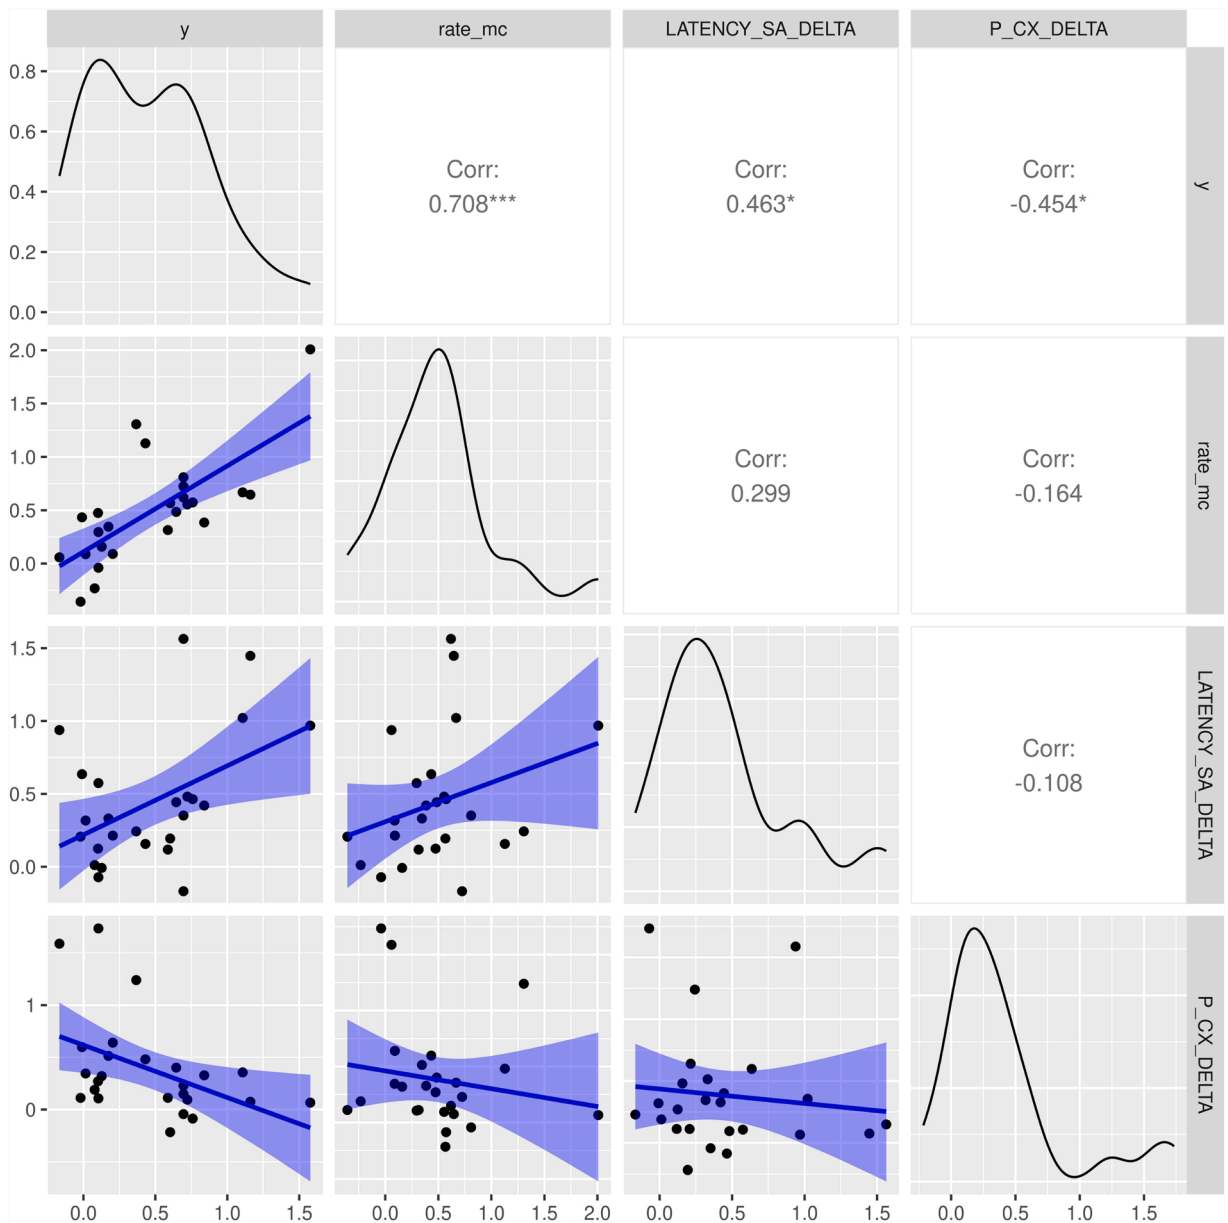 y rate_mc LATENCY_SA_DELTA P_CX_DELTA
0.8
0.6
0.4
0.2
0.0
Corr:
0.708***
Corr:
0.463*
Corr:
-0.454*
y
2.0
1.5
1.0
0.5
0.0
Corr:
0.299
Corr:
-0.164
rate_mc
1.5
1.0
0.5
0.0
Corr:
-0.108
LATENCY_SA_DELTA
1
0
P_CX_DELTA
0.0 0.5 1.0 1.5 0.0 0.5 1.0 1.5 2.0 0.0 0.5 1.0 1.5 0.0 0.5 1.0 1.5